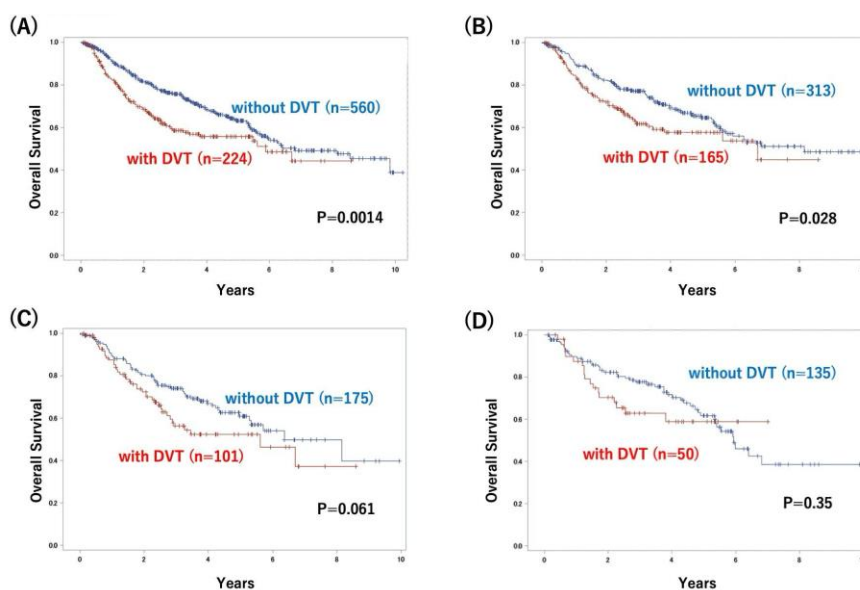 (A)
1.0
0.8
0.6
0.4
0.2
0.0
Overall Survival
without DVT (n=560)
with DVT (n=224)
P=0.0014
0 2 4 6 8 10
Years
(B)
1.0
0.8
0.6
0.4
0.2
0.0
Overall Survival
without DVT (n=313)
with DVT (n=165)
P=0.028
0 2 4 6 8
Years
(C)
1.0
0.8
0.6
0.4
0.2
0.0
Overall Survival
without DVT (n=175)
with DVT (n=101)
P=0.061
0 2 4 6 8 10
Years
(D)
1.0
0.8
0.6
0.4
0.2
0.0
Overall Survival
without DVT (n=135)
with DVT (n=50)
P=0.35
0 2 4 6 8
Years